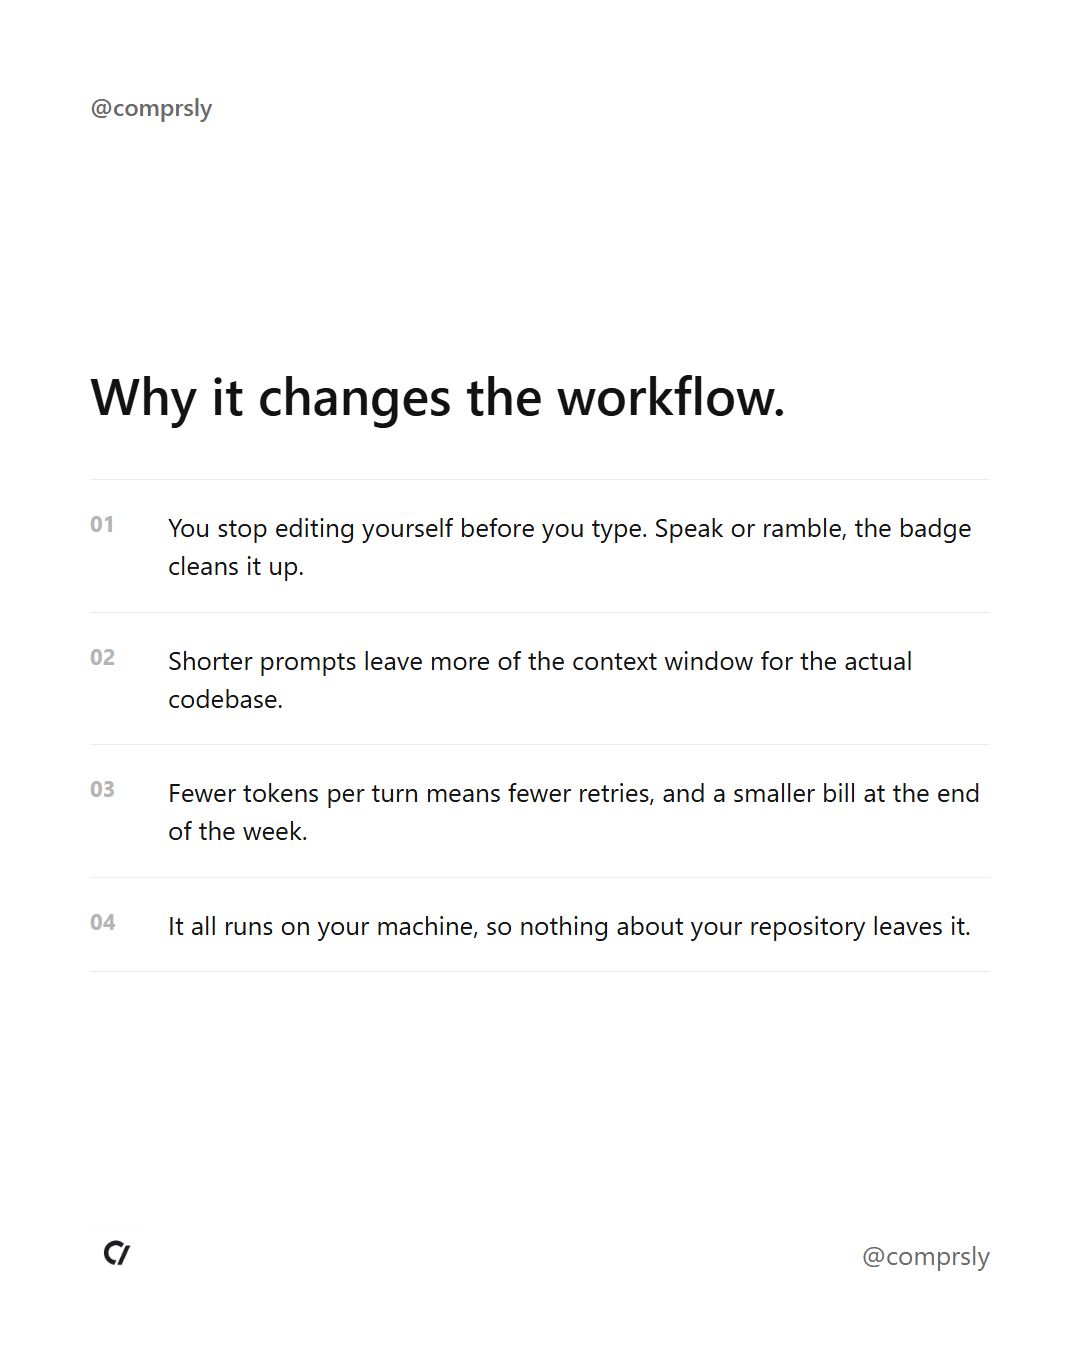 @comprsly
Why it changes the workflow.
01
You stop editing yourself before you type. Speak or ramble, the badge
cleans it up.
02
Shorter prompts leave more of the context window for the actual
codebase.
03
Fewer tokens per turn means fewer retries, and a smaller bill at the end
of the week.
04
It all runs on your machine, so nothing about your repository leaves it.
@comprsly